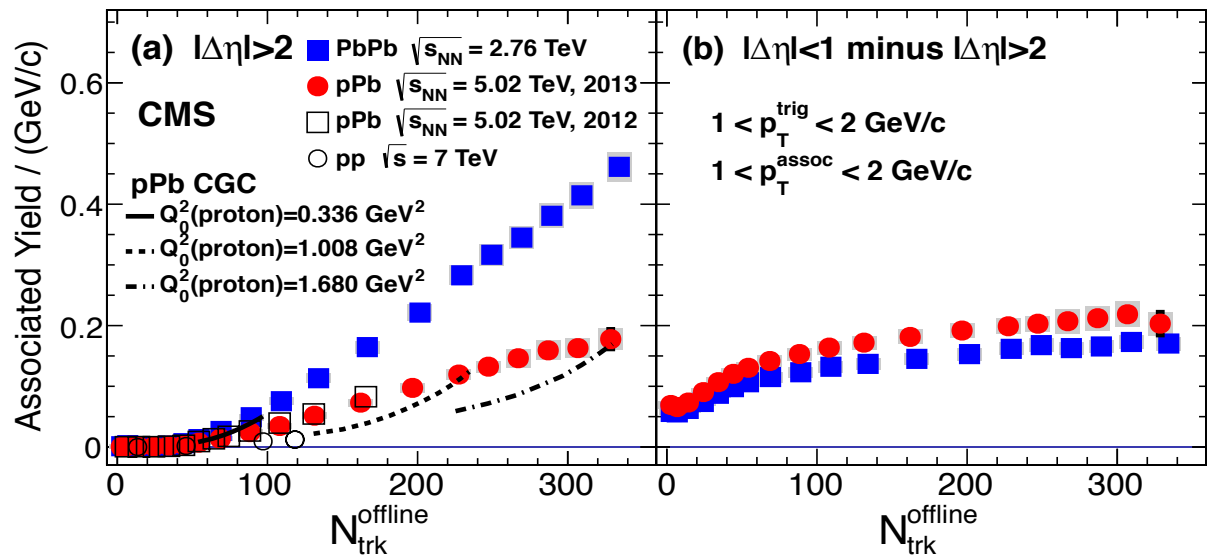 Associated Yield / (GeV/c)
0.6
0.4
0.2
0
(a) |Δη|>2
PbPb √s_NN = 2.76 TeV
pPb √s_NN = 5.02 TeV, 2013
pPb √s_NN = 5.02 TeV, 2012
pp √s = 7 TeV
CMS
pPb CGC
Q₀²(proton)=0.336 GeV²
Q₀²(proton)=1.008 GeV²
Q₀²(proton)=1.680 GeV²
0 100 200 300
N_trk^offline
(b) |Δη|<1 minus |Δη|>2
1 < p_T^trig < 2 GeV/c
1 < p_T^assoc < 2 GeV/c
0 100 200 300
N_trk^offline